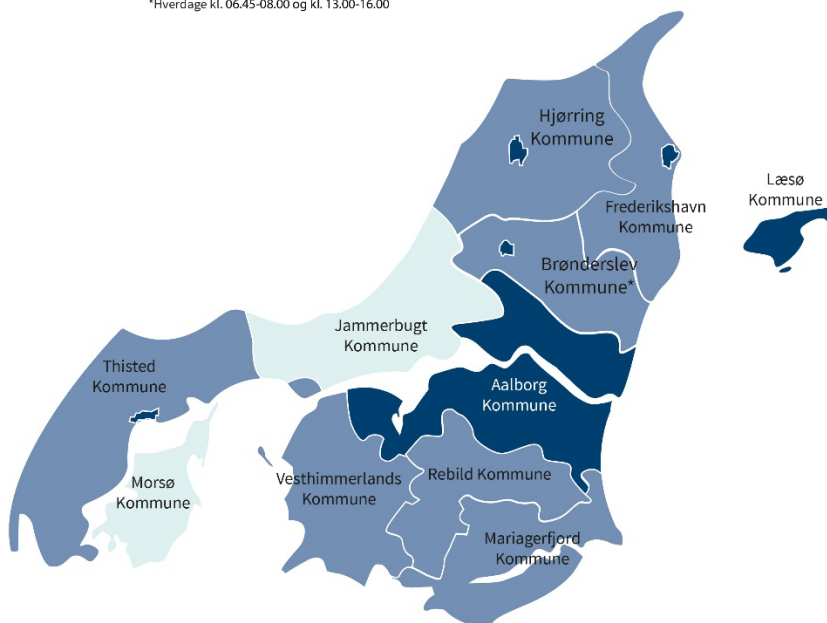 *Hverdage kl. 06.45-08.00 og kl. 13.00-16.00
Hjørring
Kommune
Læsø
Kommune
Frederikshavn
Kommune
Brønderslev
Kommune*
Jammerbugt
Kommune
Thisted
Kommune
Aalborg
Kommune
Morsø
Kommune
Vesthimmerlands
Kommune
Rebild Kommune
Mariagerfjord
Kommune